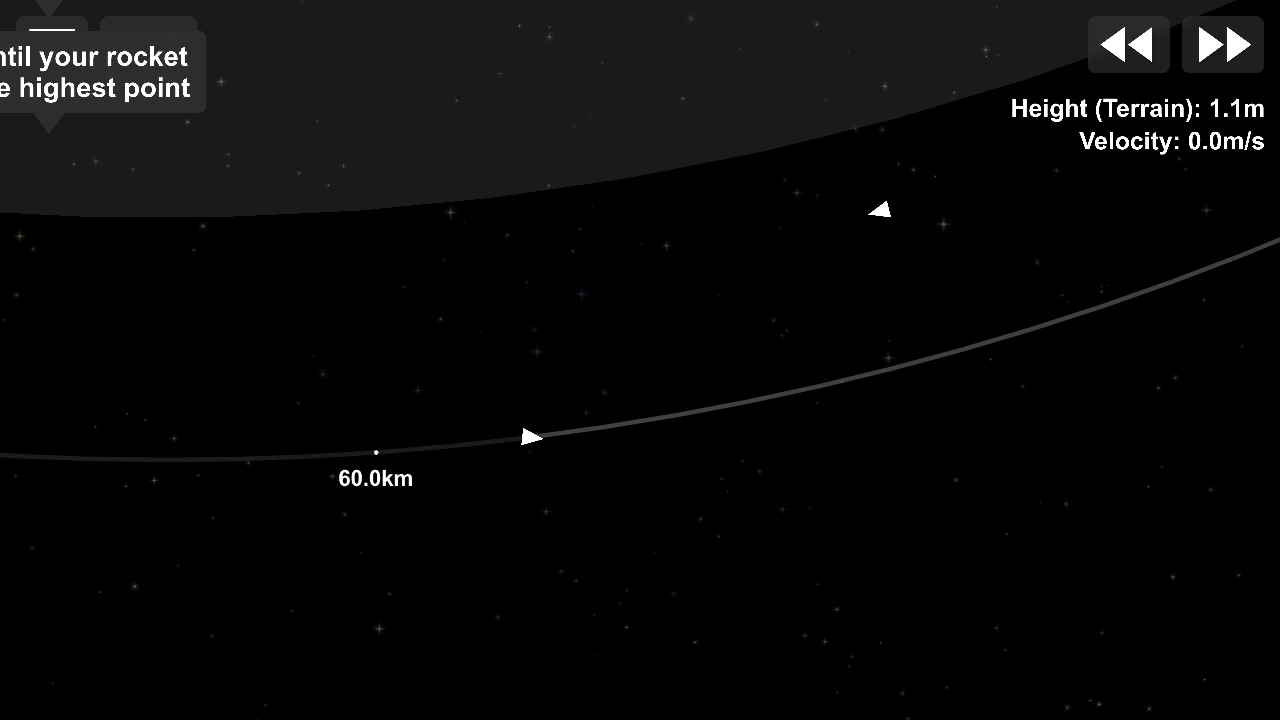 ntil your rocket
e highest point
Height (Terrain): 1.1m
Velocity: 0.0m/s
60.0km